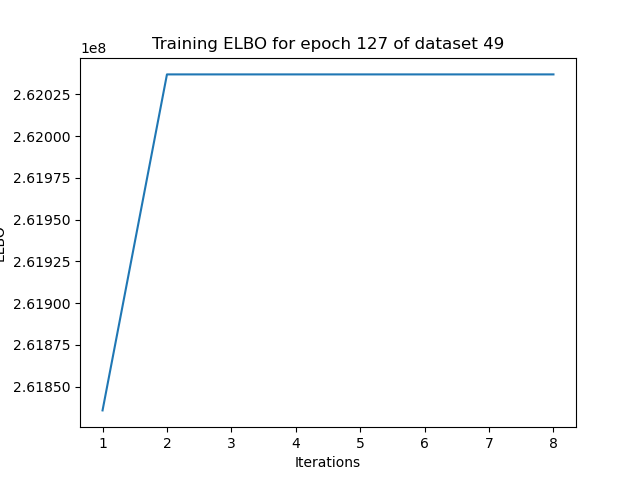 Training ELBO for epoch 127 of dataset 49
1e8
2.62025
2.62000
2.61975
2.61950
2.61925
2.61900
2.61875
2.61850
ELBO
1 2 3 4 5 6 7 8
Iterations